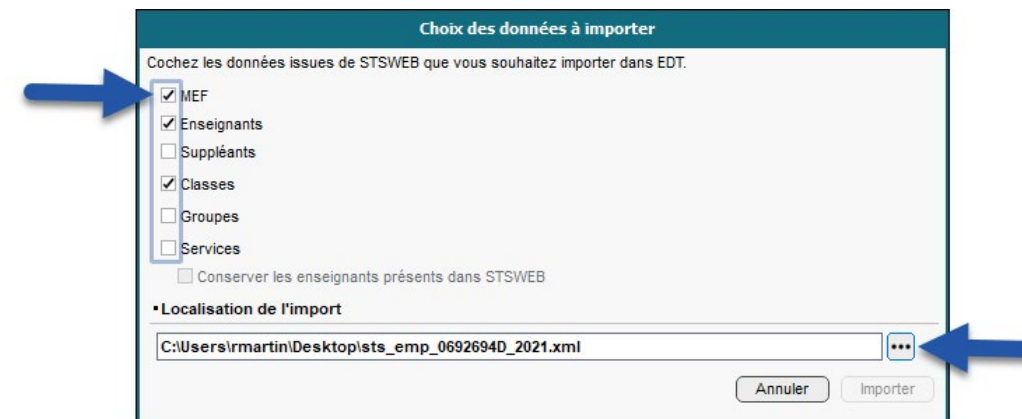 Choix des données à importer
Cochez les données issues de STSWEB que vous souhaitez importer dans EDT.
MEF
Enseignants
Suppléants
Classes
Groupes
Services
Conserver les enseignants présents dans STSWEB
▪Localisation de l'import
C:\Users\rmartin\Desktop\sts_emp_0692694D_2021.xml
Annuler Importer